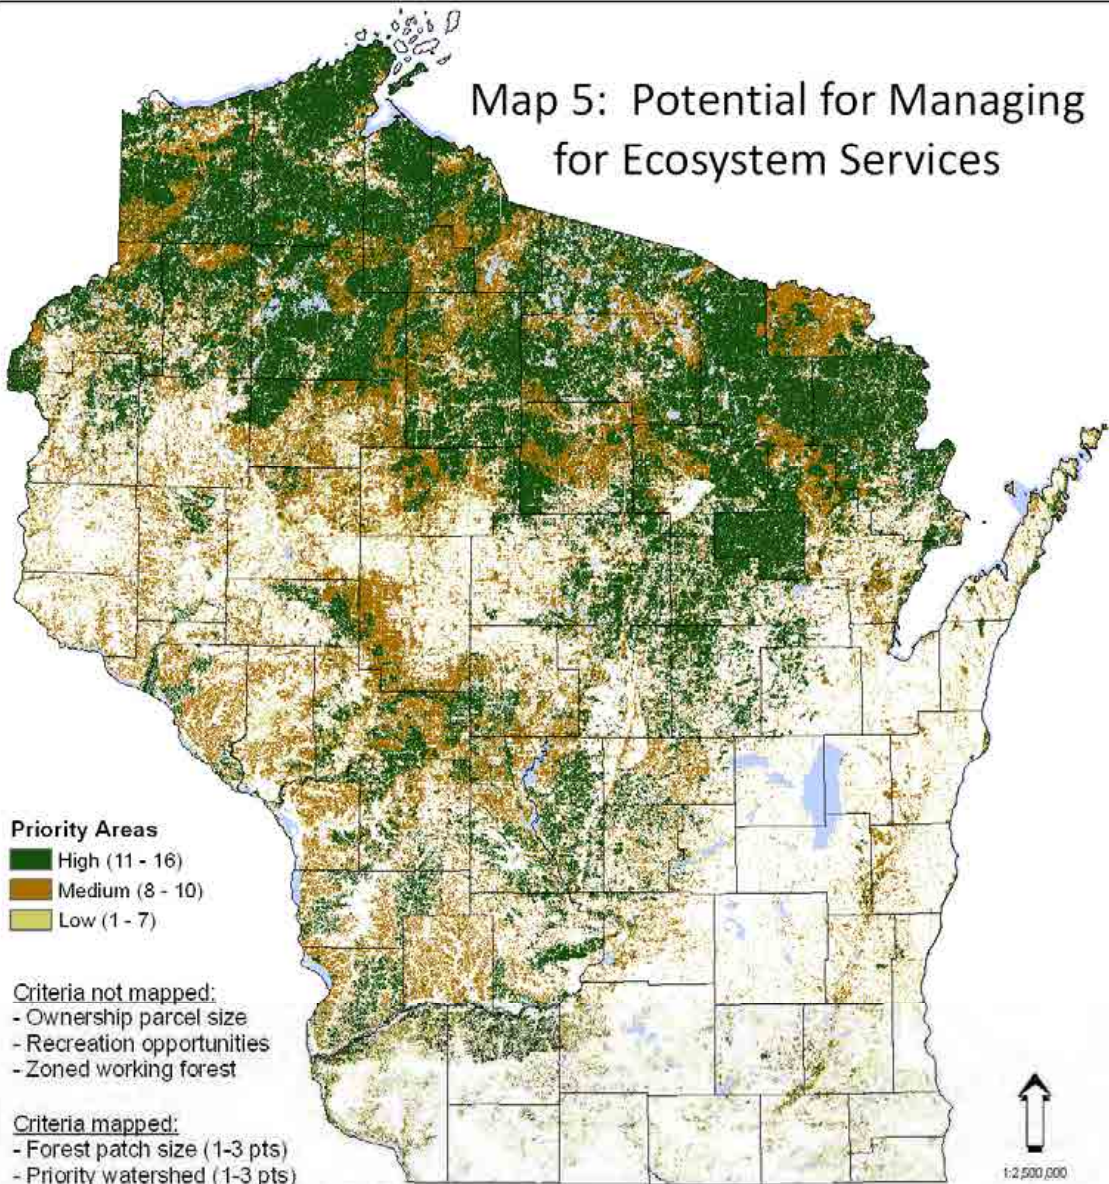 Map 5: Potential for Managing
for Ecosystem Services
Priority Areas
High (11 - 16)
Medium (8 - 10)
Low (1 - 7)
Criteria not mapped:
- Ownership parcel size
- Recreation opportunities
- Zoned working forest
Criteria mapped:
- Forest patch size (1-3 pts)
- Priority watershed (1-3 pts)
1:2,500,000